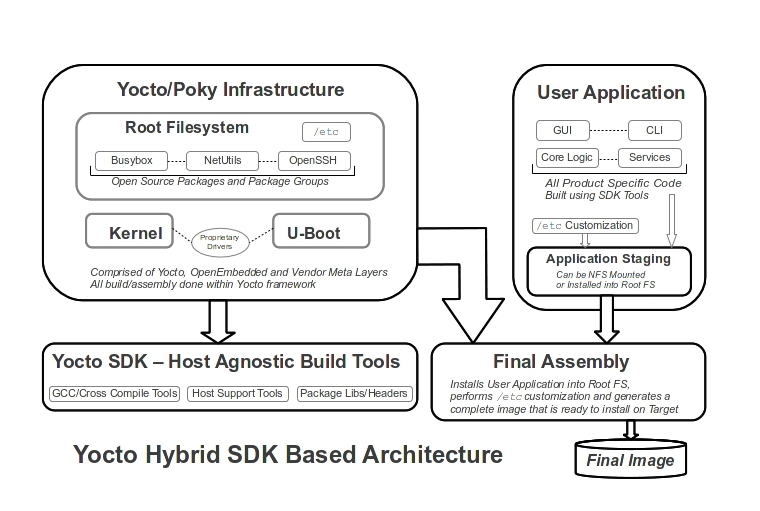 Yocto/Poky Infrastructure
Root Filesystem
/etc
Busybox
NetUtils
OpenSSH
Open Source Packages and Package Groups
Kernel
Proprietary
Drivers
U-Boot
Comprised of Yocto, OpenEmbedded and Vendor Meta Layers
All build/assembly done within Yocto framework
User Application
GUI
CLI
Core Logic
Services
All Product Specific Code
Built using SDK Tools
/etc Customization
Application Staging
Can be NFS Mounted
or Installed into Root FS
Yocto SDK – Host Agnostic Build Tools
GCC/Cross Compile Tools
Host Support Tools
Package Libs/Headers
Final Assembly
Installs User Application into Root FS,
performs /etc customization and generates a
complete image that is ready to install on Target
Yocto Hybrid SDK Based Architecture
Final Image